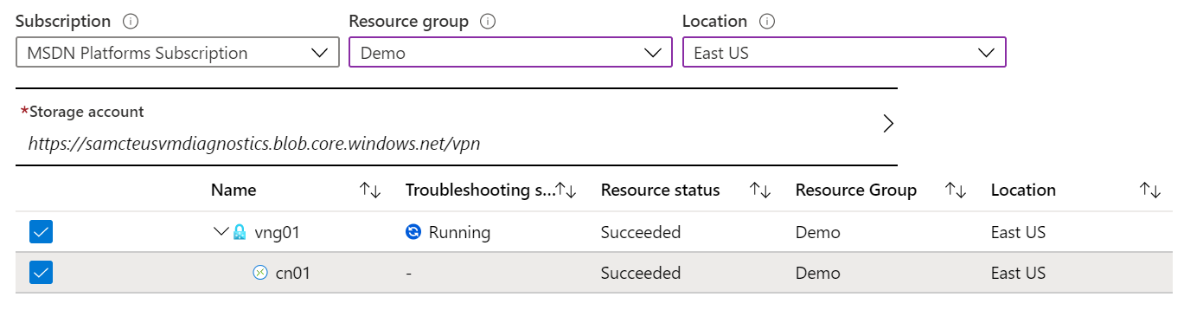 Subscription Resource group Location
MSDN Platforms Subscription Demo East US
*Storage account
https://samcteusvmdiagnostics.blob.core.windows.net/vpn
Name Troubleshooting s... Resource status Resource Group Location
vng01 Running Succeeded Demo East US
cn01 - Succeeded Demo East US